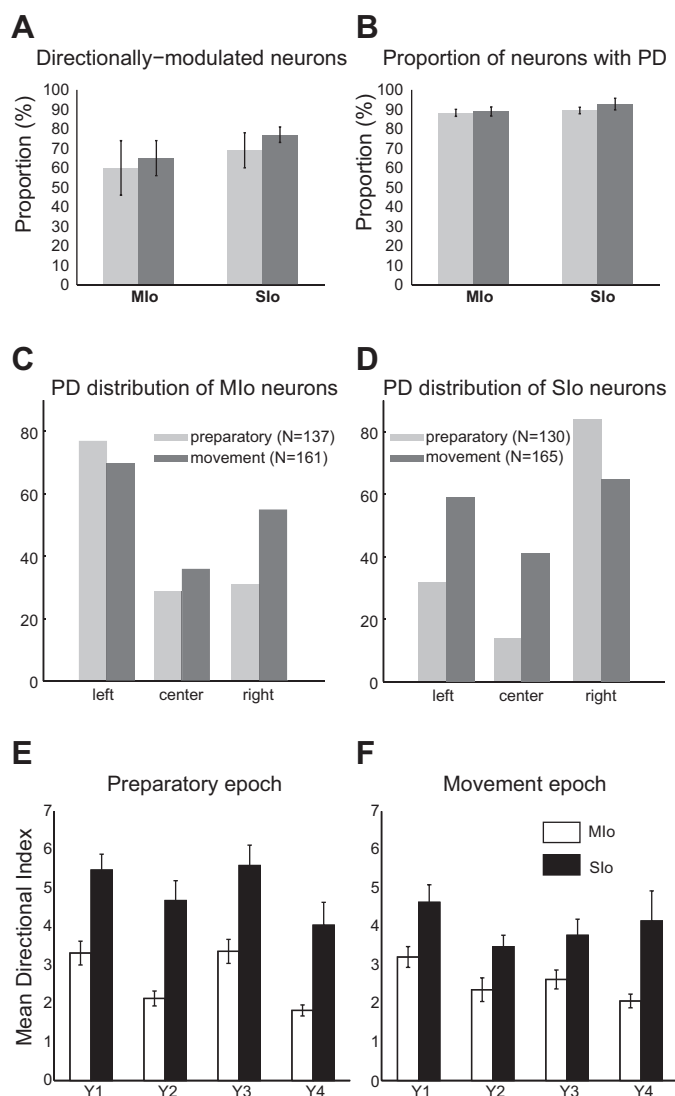 A
Directionally−modulated neurons
Proportion (%)
100
90
80
70
60
50
40
30
20
10
0
MIo
SIo
B
Proportion of neurons with PD
Proportion (%)
100
90
80
70
60
50
40
30
20
10
0
MIo
SIo
C
PD distribution of MIo neurons
preparatory (N=137)
movement (N=161)
80
60
40
20
0
left
center
right
D
PD distribution of SIo neurons
preparatory (N=130)
movement (N=165)
80
60
40
20
0
left
center
right
E
Preparatory epoch
Mean Directional Index
7
6
5
4
3
2
1
0
Y1
Y2
Y3
Y4
F
Movement epoch
MIo
SIo
7
6
5
4
3
2
1
0
Y1
Y2
Y3
Y4